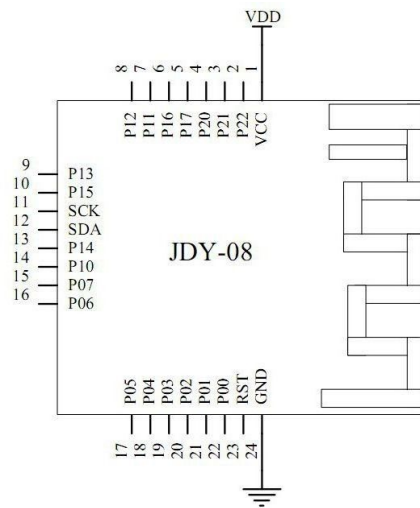 VDD
8 7 6 5 4 3 2 1
P12 P11 P16 P17 P20 P21 P22 VCC
9 P13
10 P15
11 SCK
12 SDA
13 P14
14 P10
15 P07
16 P06
JDY-08
P05 P04 P03 P02 P01 P00 RST GND
17 18 19 20 21 22 23 24